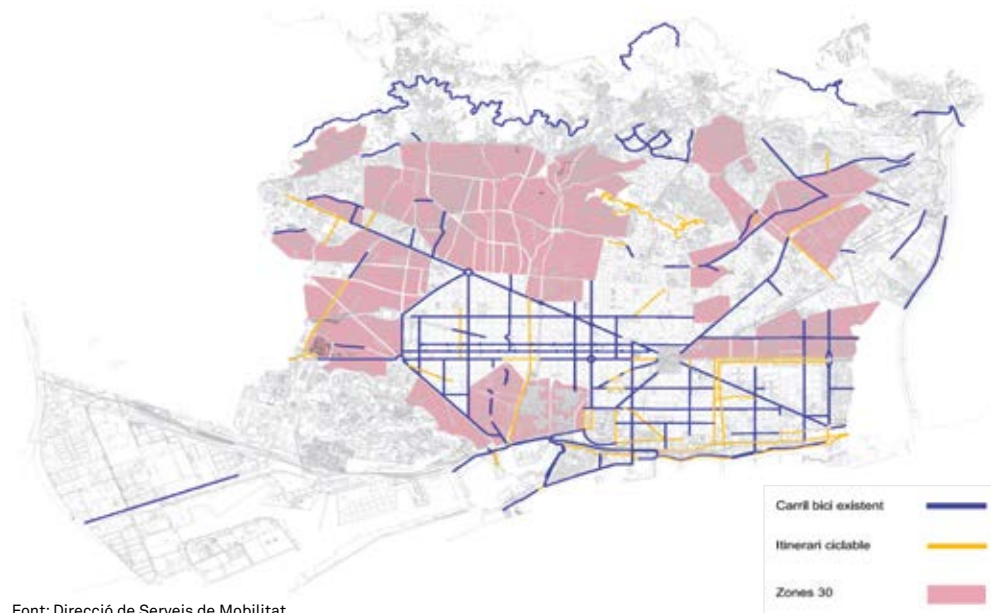 Carril bici existent
Itinerari ciclable
Zones 30
Font: Direcció de Serveis de Mobilitat